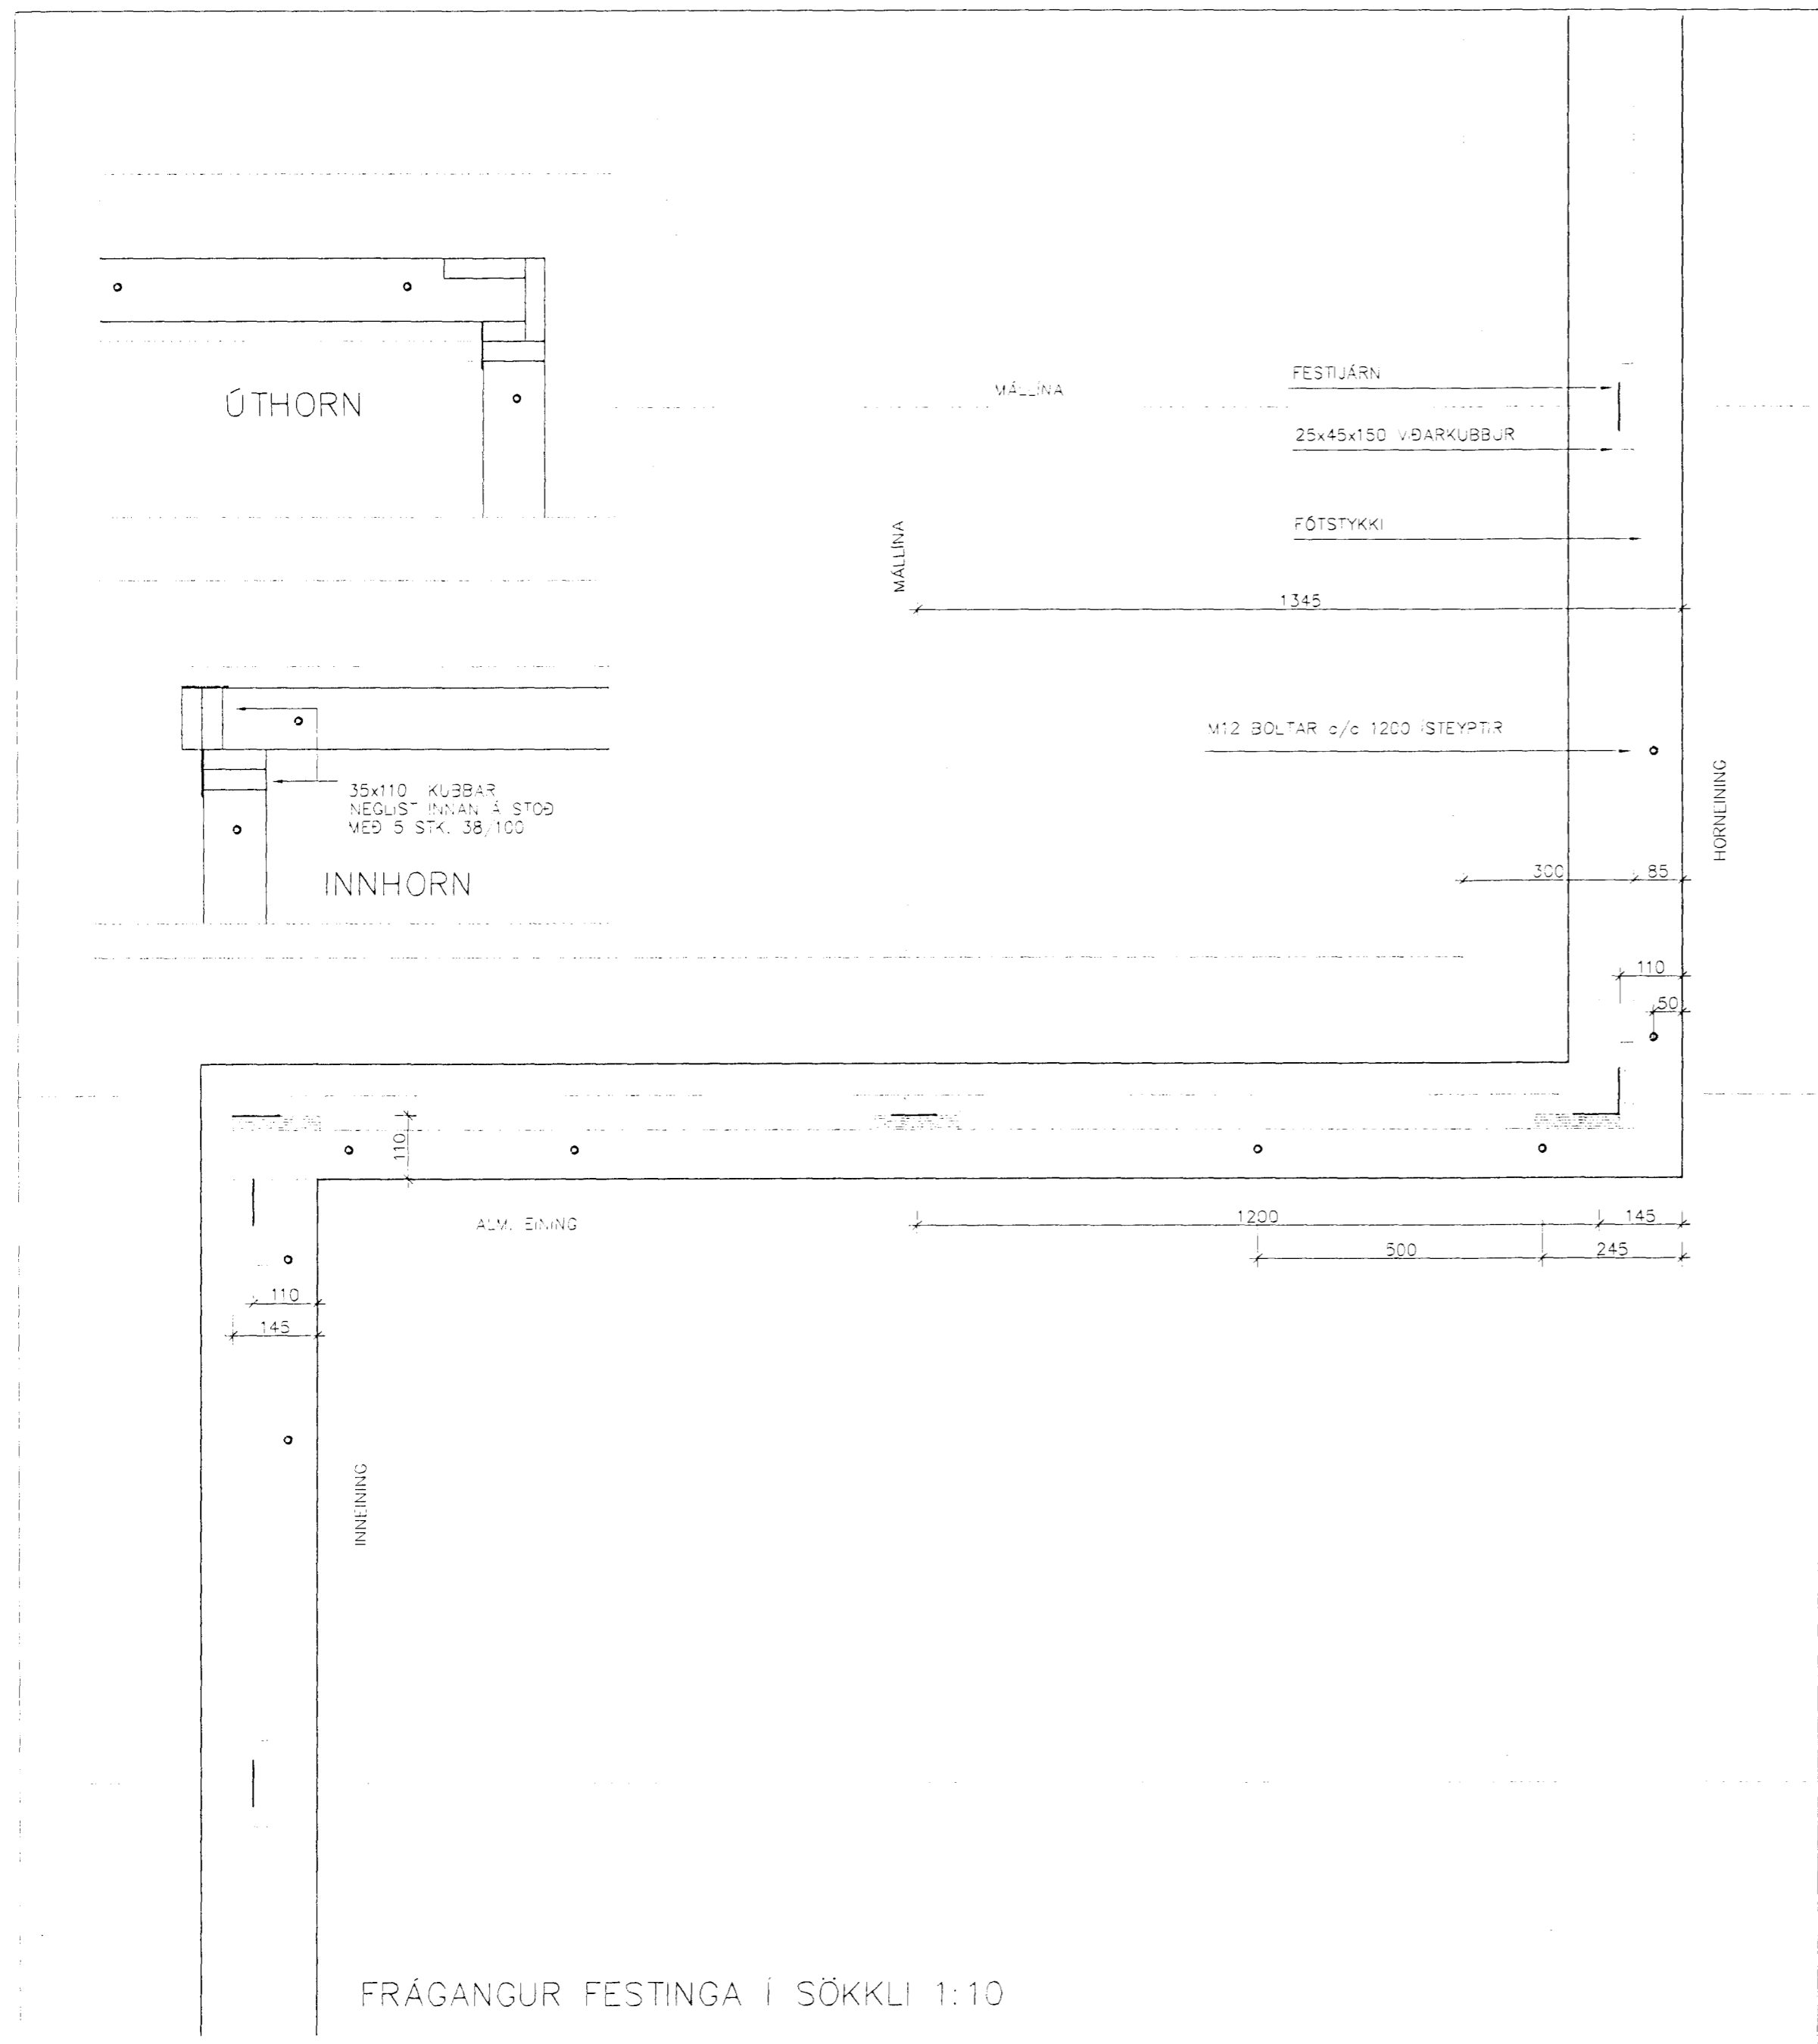 ÚTHORN
MÁLLÍNA
FESTIJÁRN
25x45x150 VIÐARKUBBUR
FÓTSTYKKI
MÁLLÍNA
1345
M12 BOLTAR c/c 1200 ÍSTEYPTIR
HORNEINING
35x110 KUBBAR
NEGLIST INNAN Á STOÐ
MEÐ 5 STK. 38/100
INNHORN
300
85
110
50
110
ALM. EINING
1200
145
500
245
110
145
INNEINING
FRÁGANGUR FESTINGA Í SÖKKLI 1:10